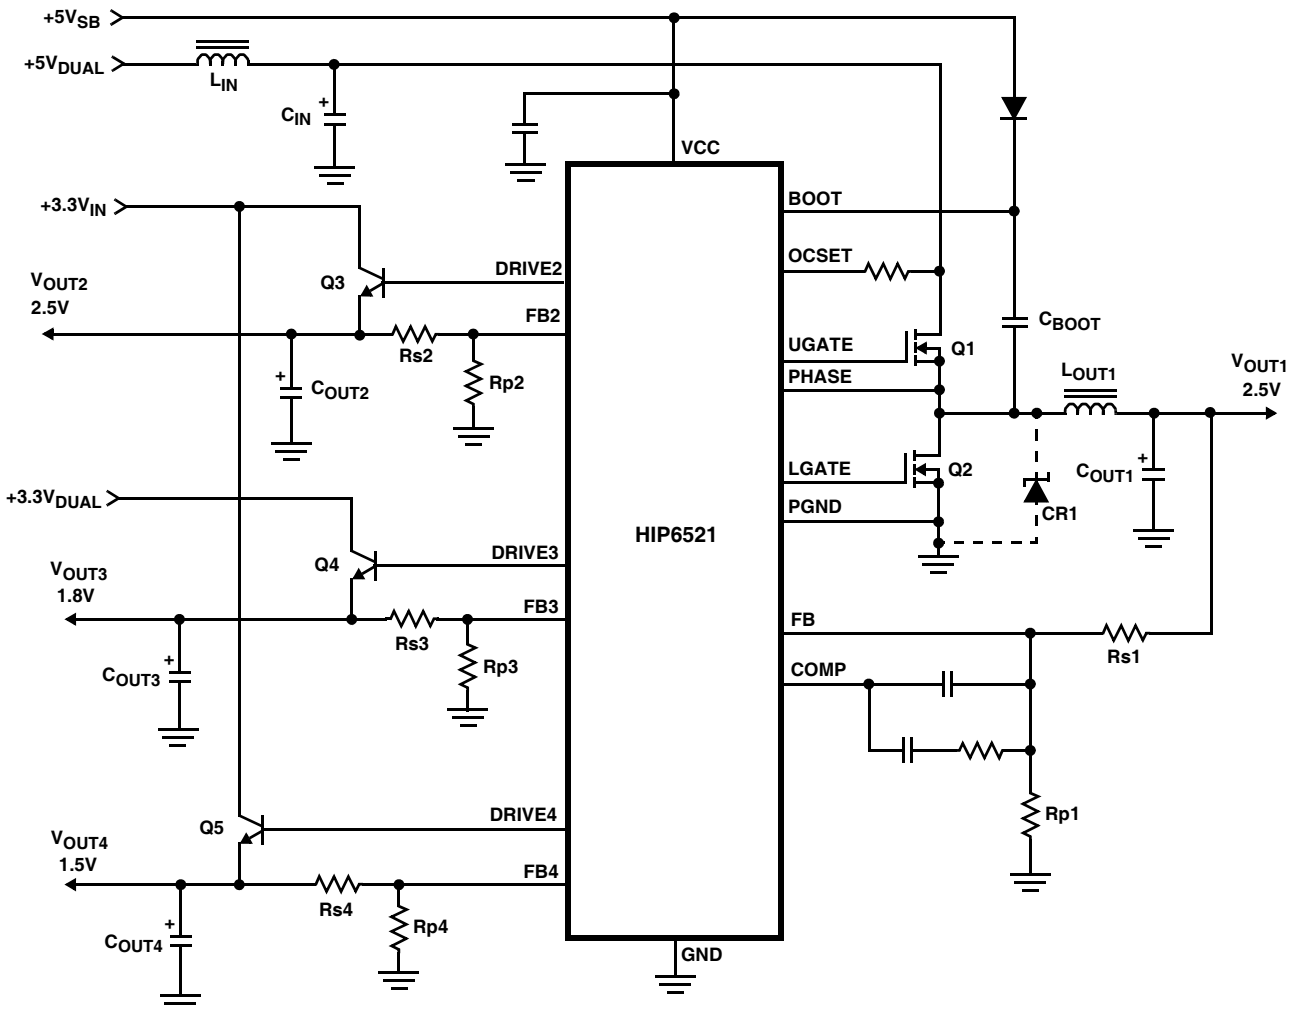 +5VSB
+5VDUAL
LIN
CIN
+
VCC
+3.3VIN
BOOT
OCSET
DRIVE2
Q3
VOUT2
2.5V
FB2
Rs2
Rp2
+
COUT2
UGATE
Q1
PHASE
CBOOT
LOUT1
VOUT1
2.5V
LGATE
Q2
PGND
CR1
+
COUT1
+3.3VDUAL
HIP6521
DRIVE3
Q4
VOUT3
1.8V
FB3
Rs3
Rp3
+
COUT3
FB
Rs1
COMP
Rp1
DRIVE4
Q5
VOUT4
1.5V
FB4
Rs4
Rp4
+
COUT4
GND